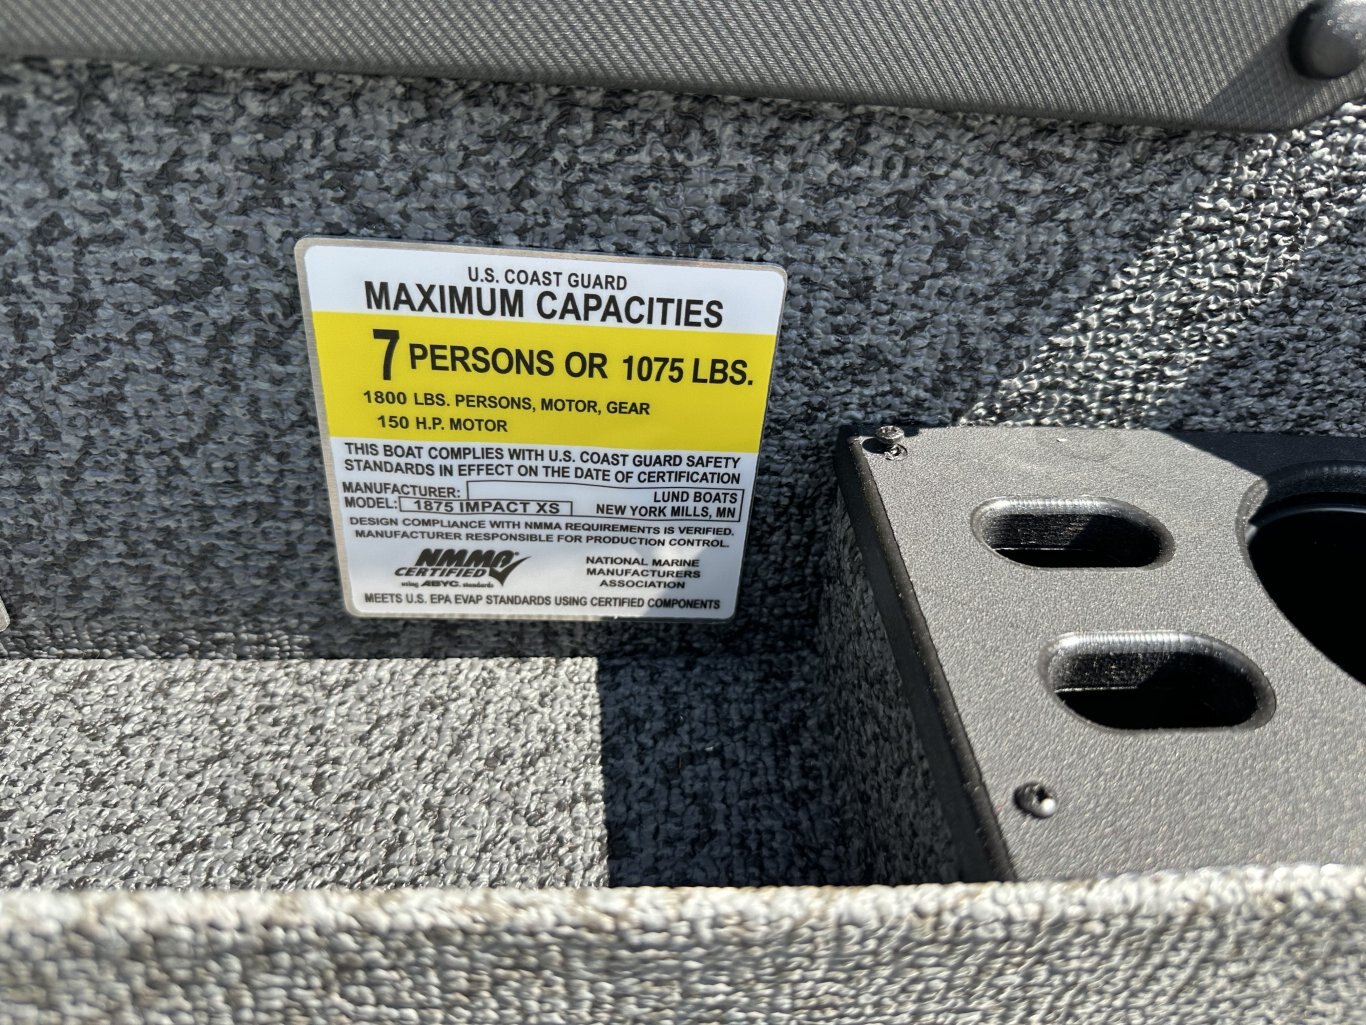 U.S. COAST GUARD
MAXIMUM CAPACITIES
7 PERSONS OR 1075 LBS.
1800 LBS. PERSONS, MOTOR, GEAR
150 H.P. MOTOR
THIS BOAT COMPLIES WITH U.S. COAST GUARD SAFETY
STANDARDS IN EFFECT ON THE DATE OF CERTIFICATION
MANUFACTURER: LUND BOATS
MODEL: 1875 IMPACT XS NEW YORK MILLS, MN
DESIGN COMPLIANCE WITH NMMA REQUIREMENTS IS VERIFIED.
MANUFACTURER RESPONSIBLE FOR PRODUCTION CONTROL.
NMMA
CERTIFIED
using ABYC. standards
NATIONAL MARINE
MANUFACTURERS
ASSOCIATION
MEETS U.S. EPA EVAP STANDARDS USING CERTIFIED COMPONENTS